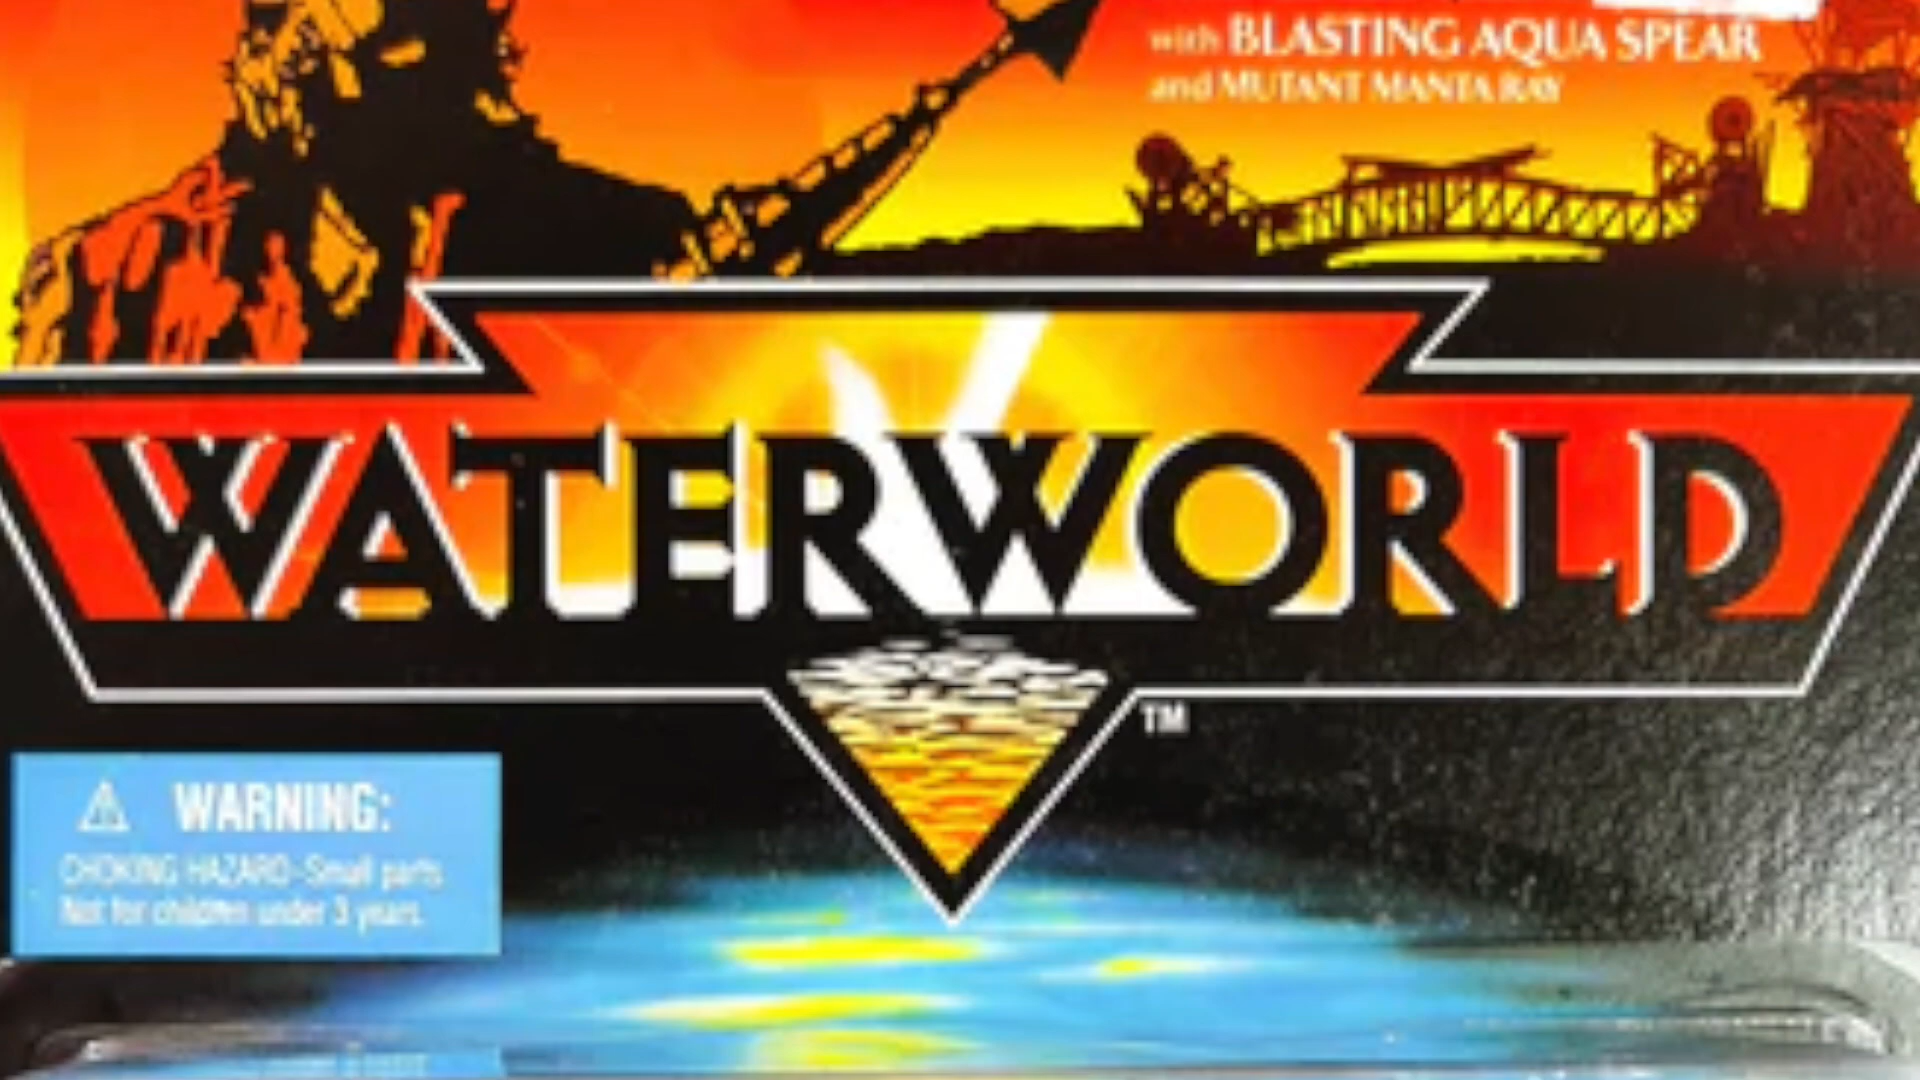 with BLASTING AQUA SPEAR
and MUTANT MANTA RAY
WATERWORLD
TM
⚠ WARNING:
CHOKING HAZARD-Small parts
Not for children under 3 years.